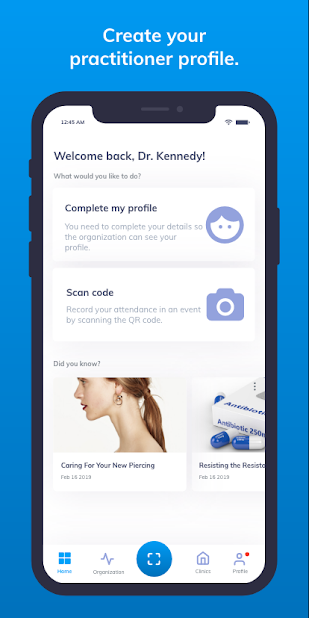 Create your
practitioner profile.
12:45 AM
Welcome back, Dr. Kennedy!
What would you like to do?
Complete my profile
You need to complete your details so
the organization can see your
profile.
Scan code
Record your attendance in an event
by scanning the QR code.
Did you know?
Antibiotic
Antibiotic 250m
Caring For Your New Piercing
Feb 16 2019
Resisting the Resista
Feb 16 2019
Home
Organization
Clinics
Profile